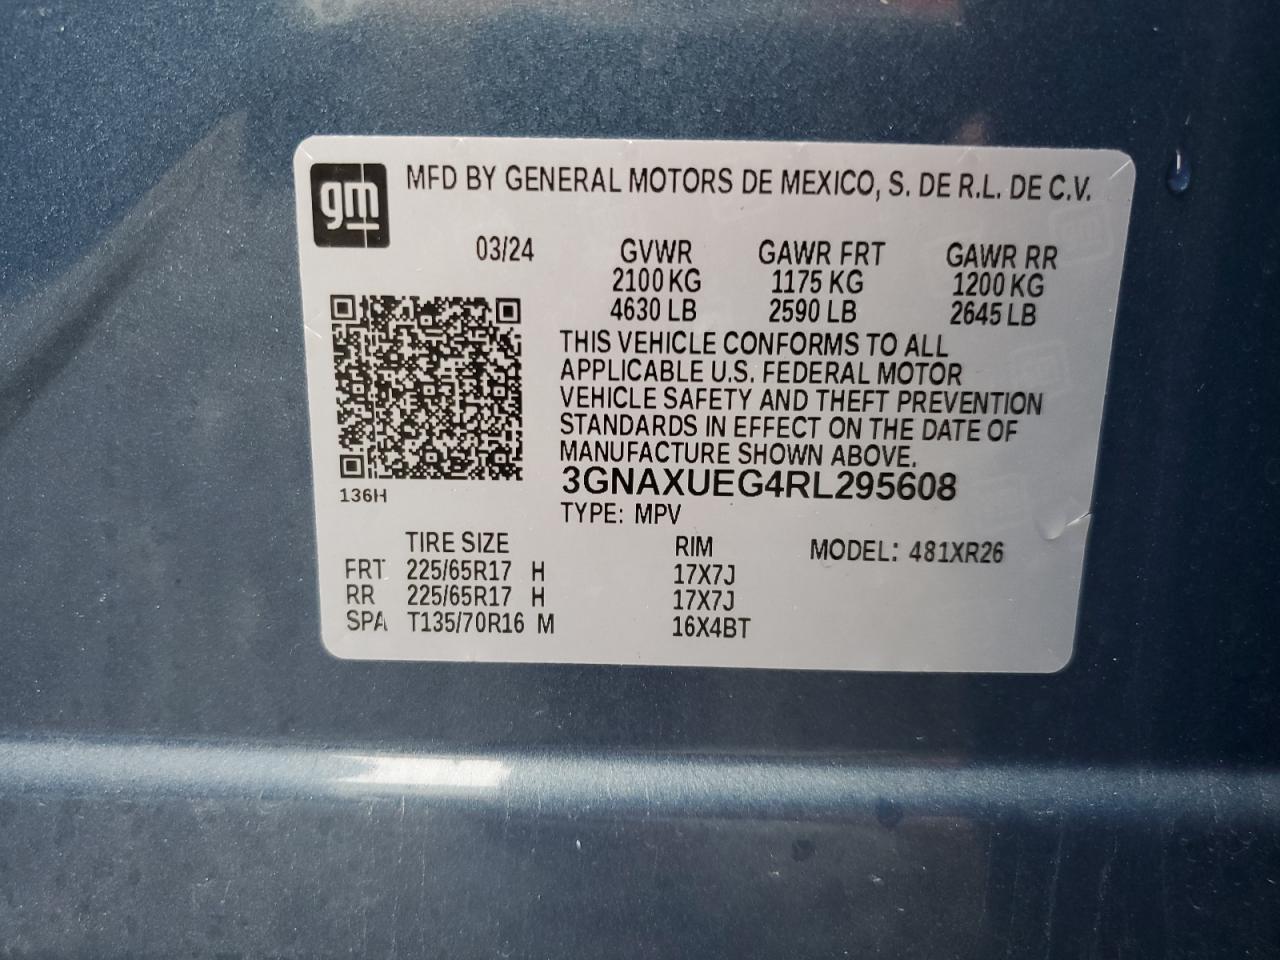 gm
MFD BY GENERAL MOTORS DE MEXICO, S. DE R.L. DE C.V.
03/24 GVWR GAWR FRT GAWR RR
2100 KG 1175 KG 1200 KG
4630 LB 2590 LB 2645 LB
THIS VEHICLE CONFORMS TO ALL
APPLICABLE U.S. FEDERAL MOTOR
VEHICLE SAFETY AND THEFT PREVENTION
STANDARDS IN EFFECT ON THE DATE OF
MANUFACTURE SHOWN ABOVE.
3GNAXUEG4RL295608
136H
TYPE: MPV
TIRE SIZE RIM MODEL: 481XR26
FRT 225/65R17 H 17X7J
RR 225/65R17 H 17X7J
SPA T135/70R16 M 16X4BT